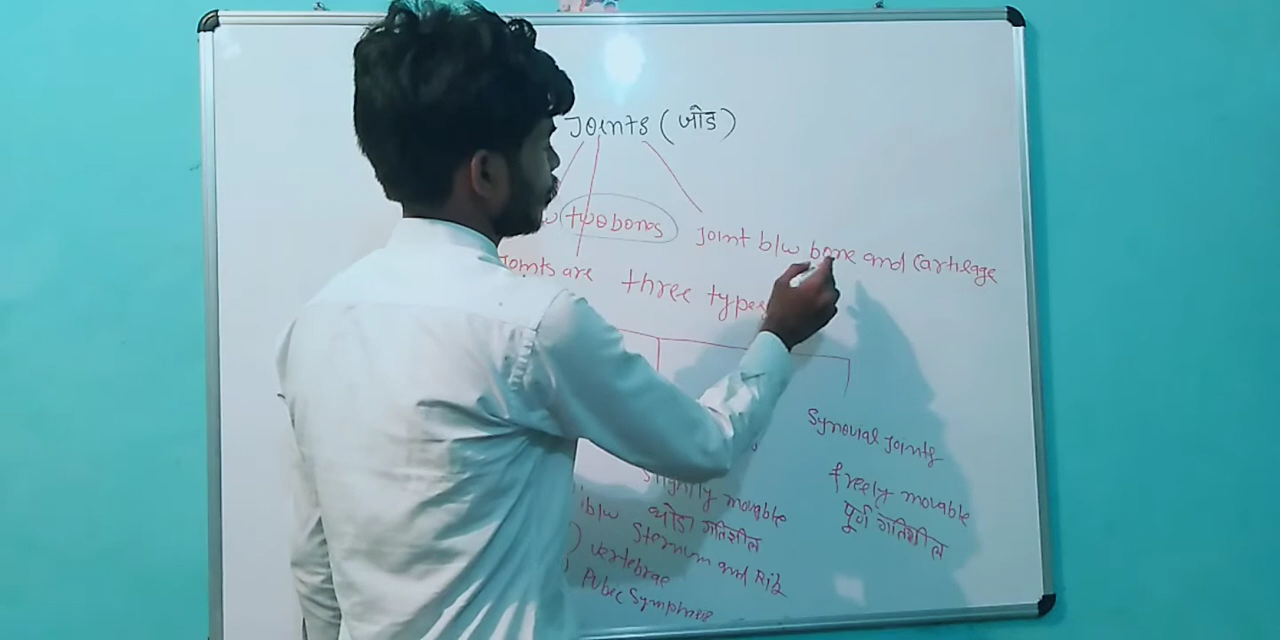 Joints (जोड)
two bones
Joint b/w bone and Cartilage
Joints are three types
Synovial Joints
slightly movable
freely movable
थोडा गतिशील
पूर्ण गतिशील
b/w Sternum and Rib
vertebrae
Pubic Symphasis